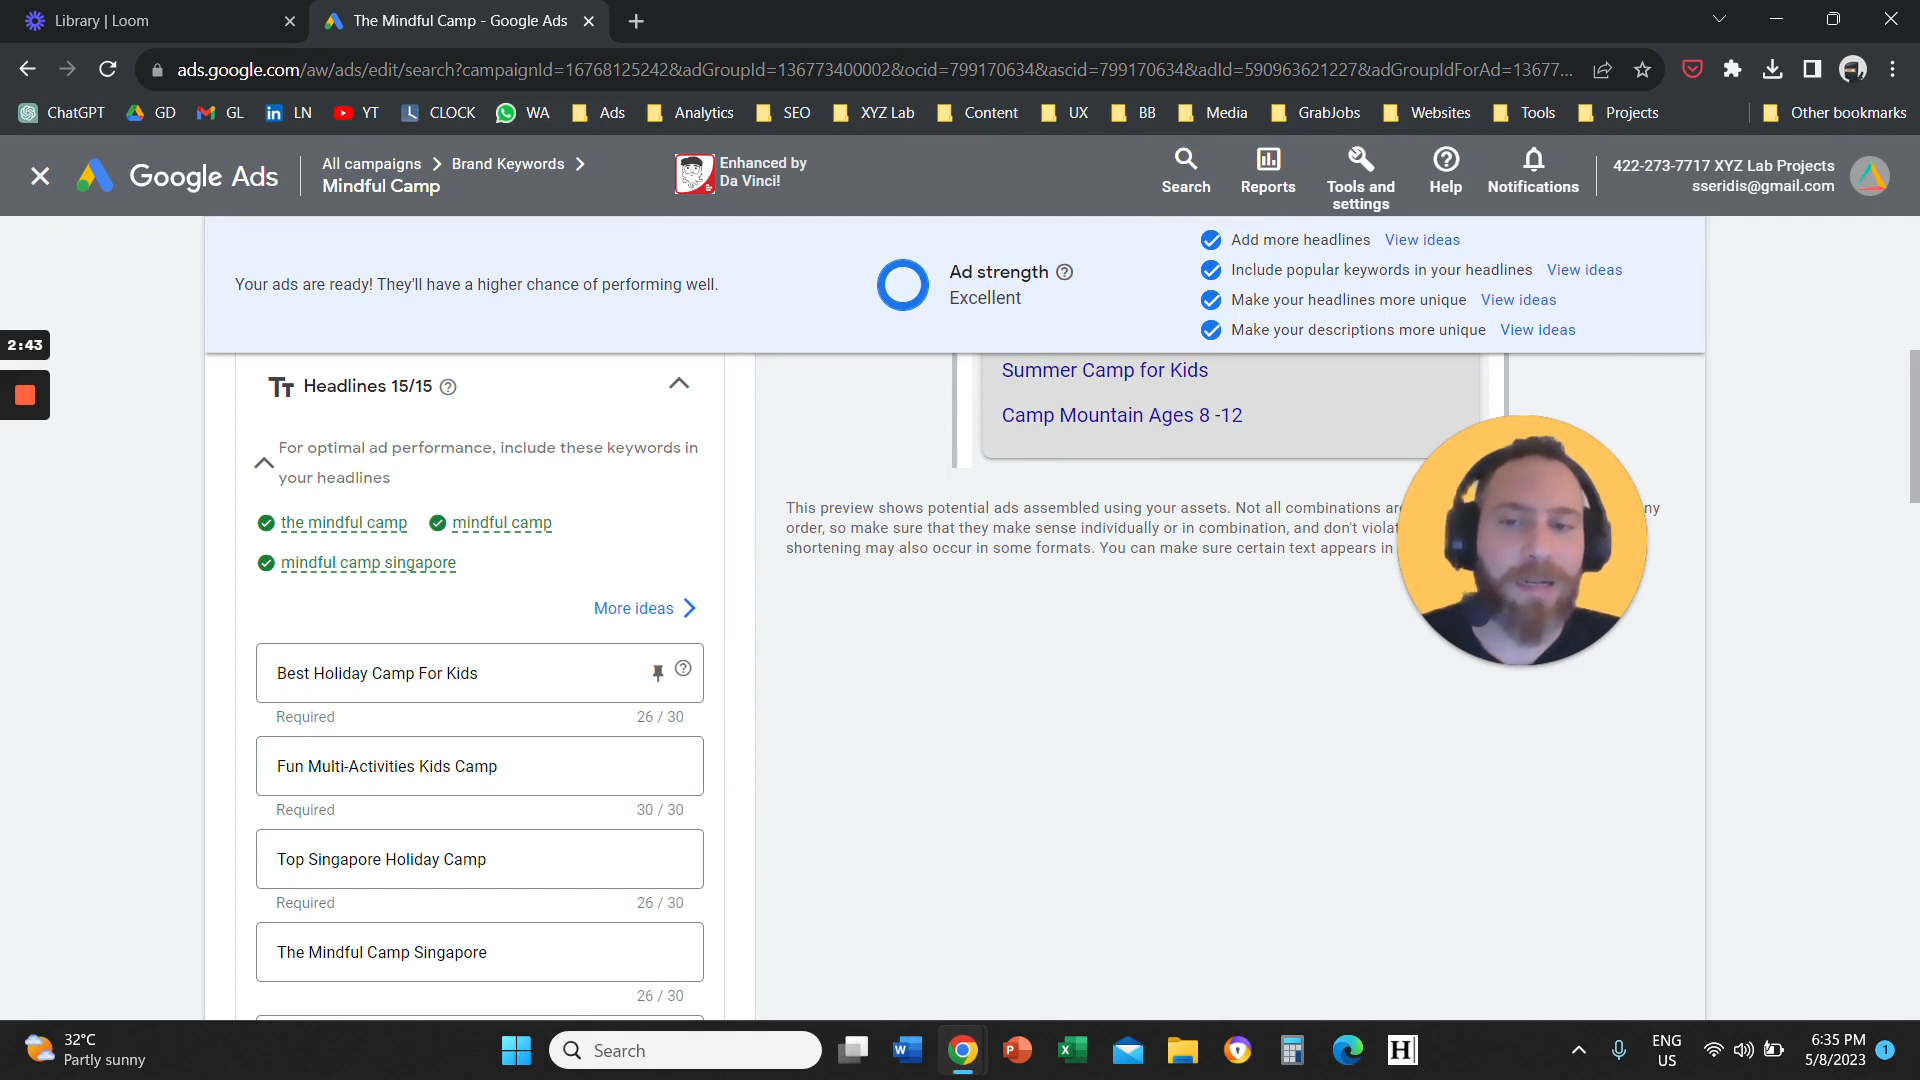 Library | Loom
The Mindful Camp - Google Ads
ads.google.com/aw/ads/edit/search?campaignId=16768125242&adGroupId=136773400002&ocid=799170634&ascid=799170634&adId=590963621227&adGroupIdForAd=13677...
ChatGPT GD GL LN YT CLOCK WA Ads Analytics SEO XYZ Lab Content UX BB Media GrabJobs Websites Tools Projects Other bookmarks
Google Ads
All campaigns > Brand Keywords >
Mindful Camp
Enhanced by
Da Vinci!
Search
Reports
Tools and
settings
Help
Notifications
422-273-7717 XYZ Lab Projects
sseridis@gmail.com
Your ads are ready! They'll have a higher chance of performing well.
Ad strength
Excellent
Add more headlines View ideas
Include popular keywords in your headlines View ideas
Make your headlines more unique View ideas
Make your descriptions more unique View ideas
2:43
Headlines 15/15
For optimal ad performance, include these keywords in
your headlines
the mindful camp
mindful camp
mindful camp singapore
More ideas
Best Holiday Camp For Kids
Required 26 / 30
Fun Multi-Activities Kids Camp
Required 30 / 30
Top Singapore Holiday Camp
Required 26 / 30
The Mindful Camp Singapore
26 / 30
Summer Camp for Kids
Camp Mountain Ages 8 -12
This preview shows potential ads assembled using your assets. Not all combinations ny
order, so make sure that they make sense individually or in combination, and don't
shortening may also occur in some formats. You can make sure certain text appears in
32°C
Partly sunny
Search
ENG
US
6:35 PM
5/8/2023
1